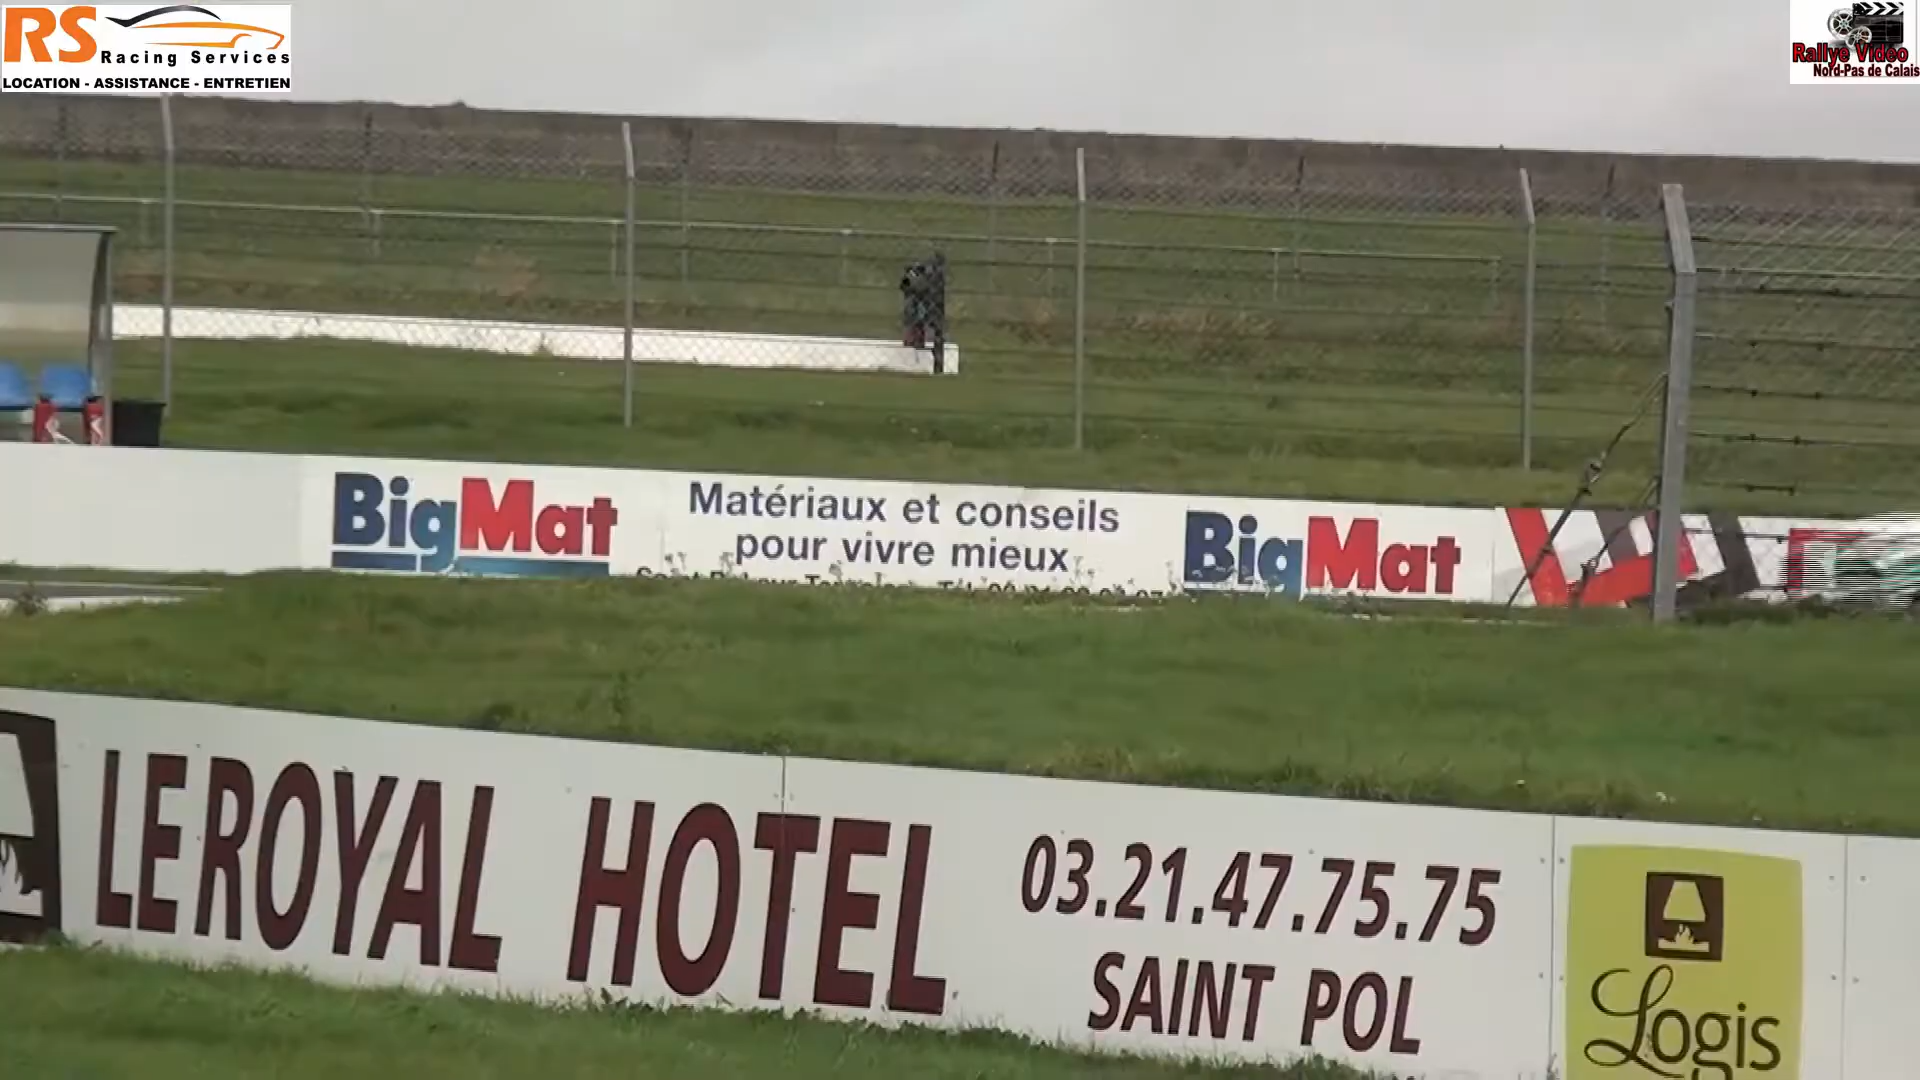 RS
Racing Services
LOCATION - ASSISTANCE - ENTRETIEN
Rallye Video
Nord-Pas de Calais
BigMat
Matériaux et conseils
pour vivre mieux
BigMat
LE ROYAL HOTEL
03.21.47.75.75
SAINT POL
Logis